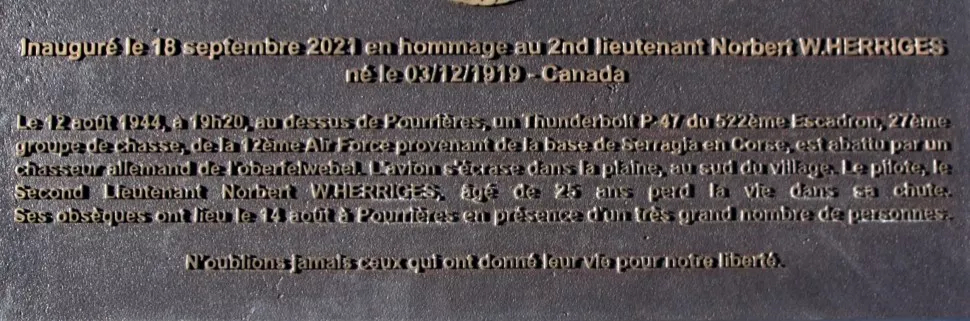 Inauguré le 18 septembre 2021 en hommage au 2nd lieutenant Norbert W.HERRIGES
né le 03/12/1919 - Canada
Le 12 août 1944, à 19h20, au dessus de Pourrières, un Thunderbolt P-47 du 522ème Escadron, 27ème
groupe de chasse, de la 12ème Air Force provenant de la base de Serragia en Corse, est abattu par un
chasseur allemand de l'oberfelwebel. L'avion s'écrase dans la plaine, au sud du village. Le pilote, le
Second Lieutenant Norbert W.HERRIGES, âgé de 25 ans perd la vie dans sa chute.
Ses obsèques ont lieu le 14 août à Pourrières en présence d'un très grand nombre de personnes.
N'oublions jamais ceux qui ont donné leur vie pour notre liberté.